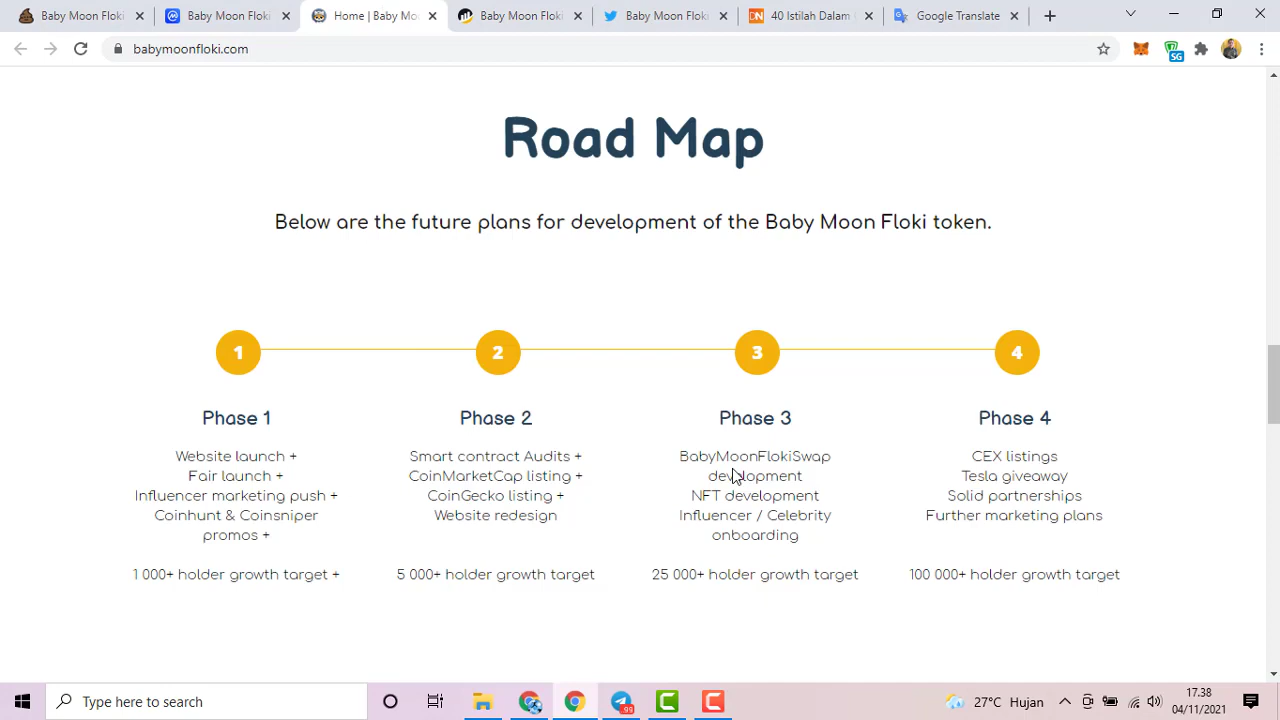 Baby Moon Floki
Baby Moon Floki
Home | Baby Mo
Baby Moon Floki
Baby Moon Floki
DN
40 Istilah Dalam
Google Translate
babymoonfloki.com
SG
Road Map
Below are the future plans for development of the Baby Moon Floki token.
1
2
3
4
Phase 1
Phase 2
Phase 3
Phase 4
Website launch +
Fair launch +
Influencer marketing push +
Coinhunt & Coinsniper
promos +
1 000+ holder growth target +
Smart contract Audits +
CoinMarketCap listing +
CoinGecko listing +
Website redesign
5 000+ holder growth target
BabyMoonFlokiSwap
development
NFT development
Influencer / Celebrity
onboarding
25 000+ holder growth target
CEX listings
Tesla giveaway
Solid partnerships
Further marketing plans
100 000+ holder growth target
Type here to search
99
27°C Hujan
17.38
04/11/2021